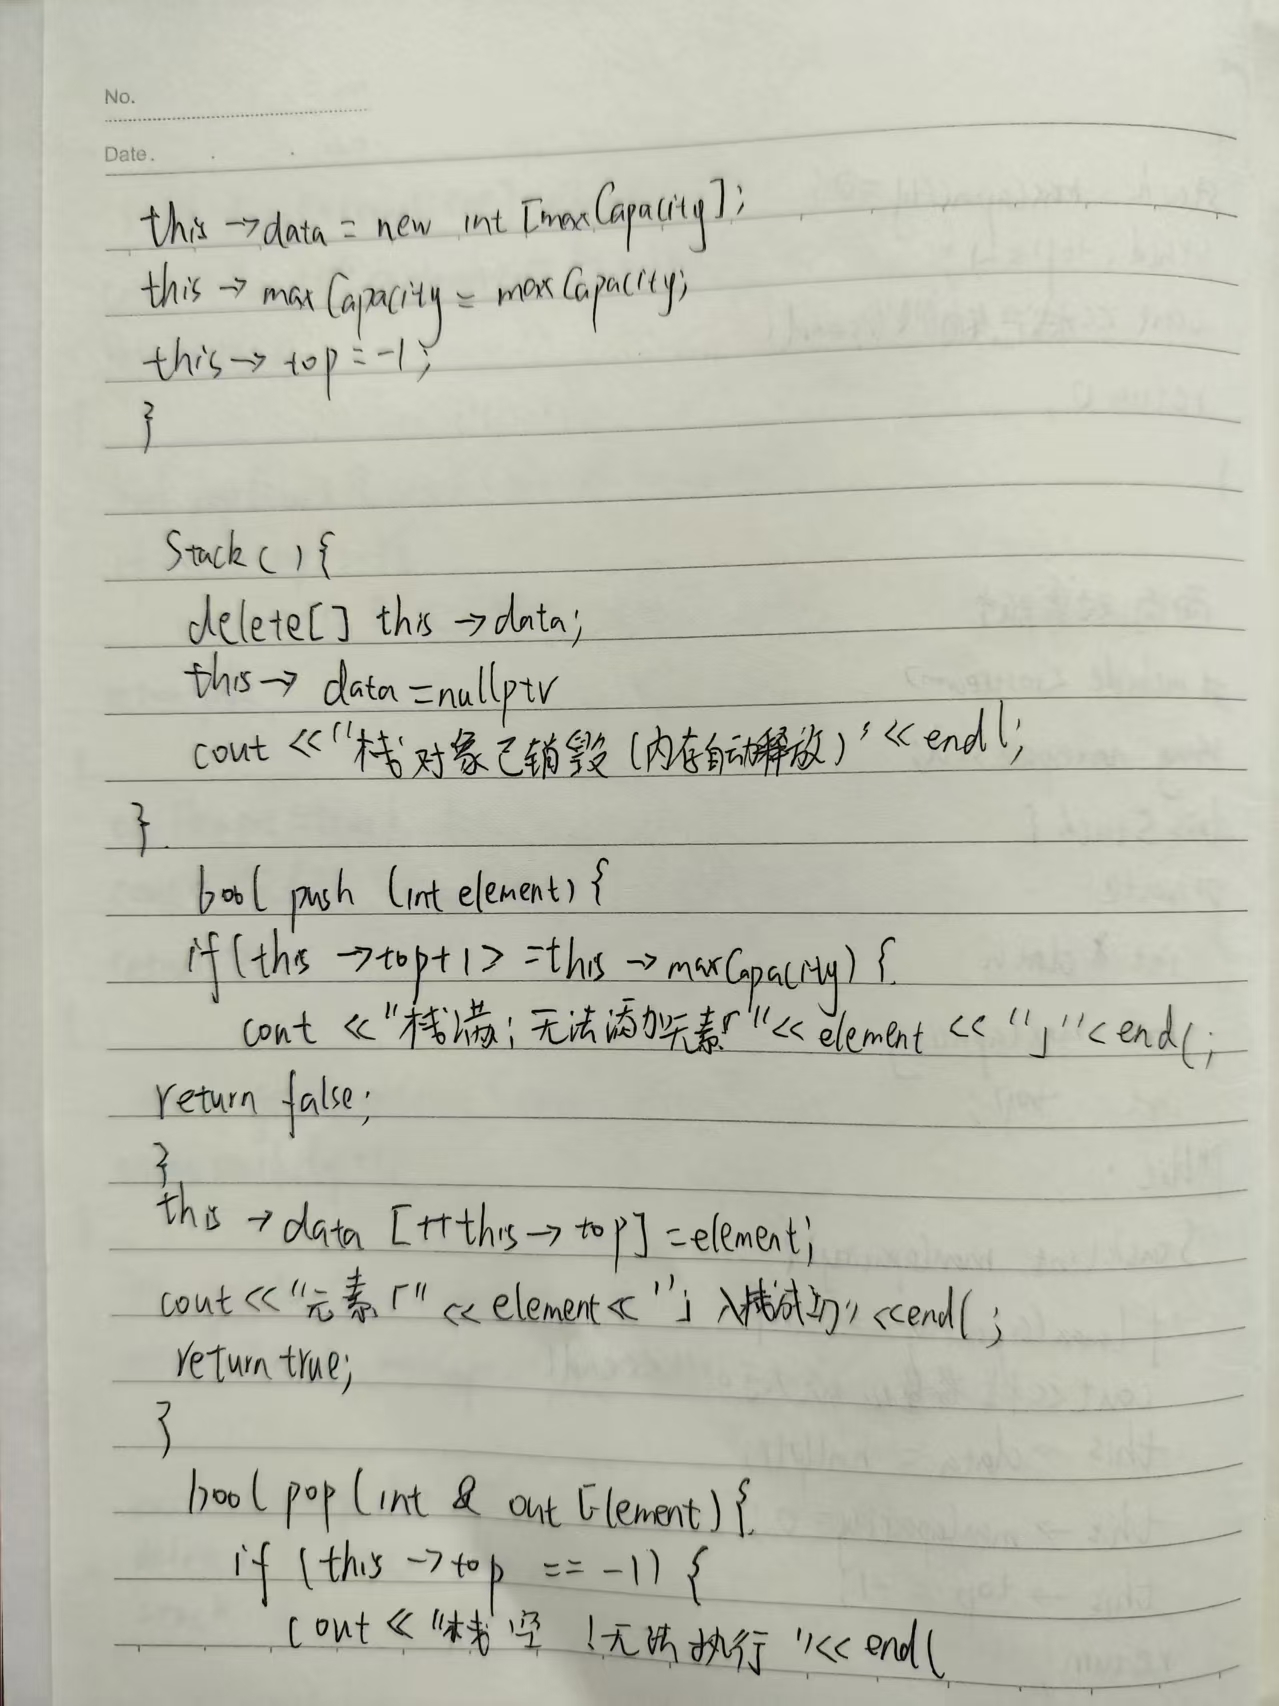 No.
Date.
this->data = new int [maxCapacity];
this-> maxCapacity = maxCapacity;
this-> top = -1;
}
Stack() {
delete[] this->data;
this-> data = nullptr
cout <<"栈对象已销毁(内存自动释放)'<< endl;
}
bool push (int element) {
if(this ->top+1> =this -> maxCapacity) {
cout <<"栈满;无法添加元素「"<< element << "」"< endl;
return false;
}
this -> data [++this-> top] = element;
cout<<"元素「" << element << "」入栈成功" <<endl;
return true;
}
bool pop (int & out Element) {
if (this ->top == -1) {
cout << "栈空 !无法执行 "<< endl